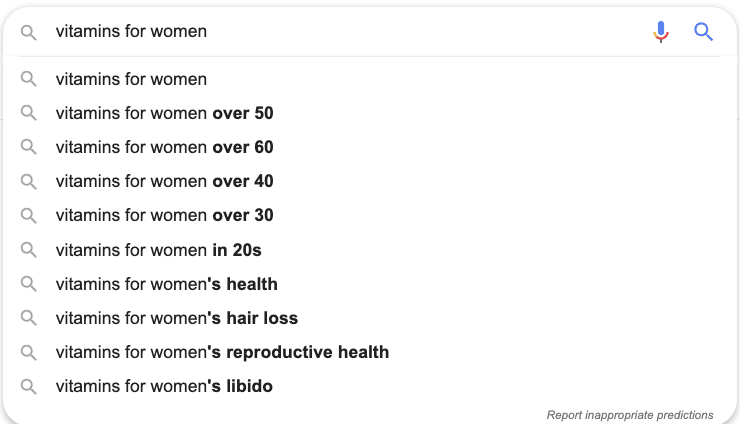 vitamins for women
vitamins for women
vitamins for women over 50
vitamins for women over 60
vitamins for women over 40
vitamins for women over 30
vitamins for women in 20s
vitamins for women's health
vitamins for women's hair loss
vitamins for women's reproductive health
vitamins for women's libido
Report inappropriate predictions